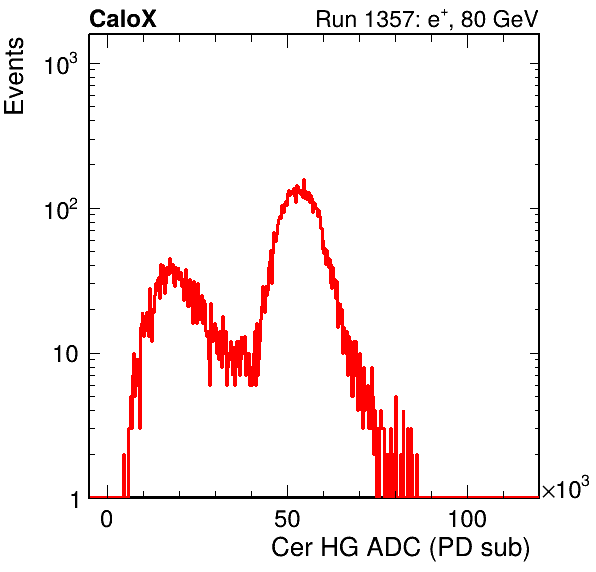 CaloX Run 1357: e⁺, 80 GeV
Events
10³
10²
10
1
0 50 100 ×10³
Cer HG ADC (PD sub)